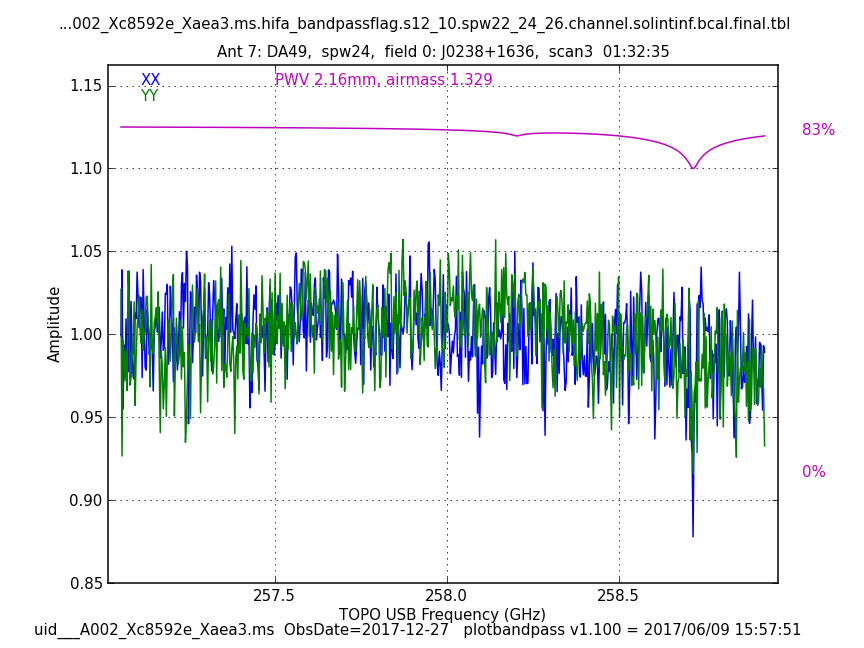 ...002_Xc8592e_Xaea3.ms.hifa_bandpassflag.s12_10.spw22_24_26.channel.solintinf.bcal.final.tbl
Ant 7: DA49,  spw24,  field 0: J0238+1636,  scan3  01:32:35
XX
YY
PWV 2.16mm, airmass 1.329
1.15
1.10
1.05
1.00
0.95
0.90
0.85
Amplitude
83%
0%
257.5
258.0
258.5
TOPO USB Frequency (GHz)
uid___A002_Xc8592e_Xaea3.ms  ObsDate=2017-12-27   plotbandpass v1.100 = 2017/06/09 15:57:51